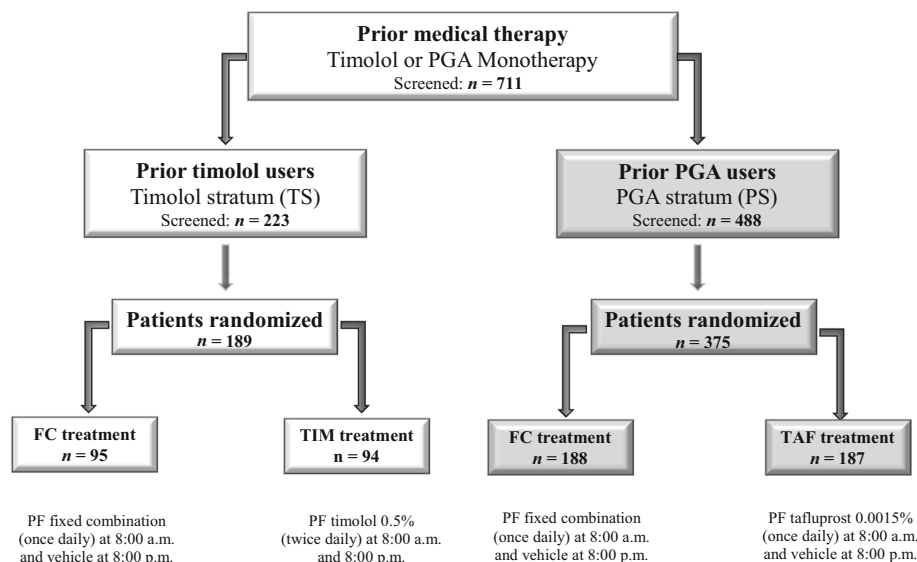 Prior medical therapy
Timolol or PGA Monotherapy
Screened: n = 711
Prior timolol users
Timolol stratum (TS)
Screened: n = 223
Prior PGA users
PGA stratum (PS)
Screened: n = 488
Patients randomized
n = 189
Patients randomized
n = 375
FC treatment
n = 95
TIM treatment
n = 94
FC treatment
n = 188
TAF treatment
n = 187
PF fixed combination
(once daily) at 8:00 a.m.
and vehicle at 8:00 p.m.
PF timolol 0.5%
(twice daily) at 8:00 a.m.
and 8:00 p.m.
PF fixed combination
(once daily) at 8:00 a.m.
and vehicle at 8:00 p.m.
PF tafluprost 0.0015%
(once daily) at 8:00 a.m.
and vehicle at 8:00 p.m.